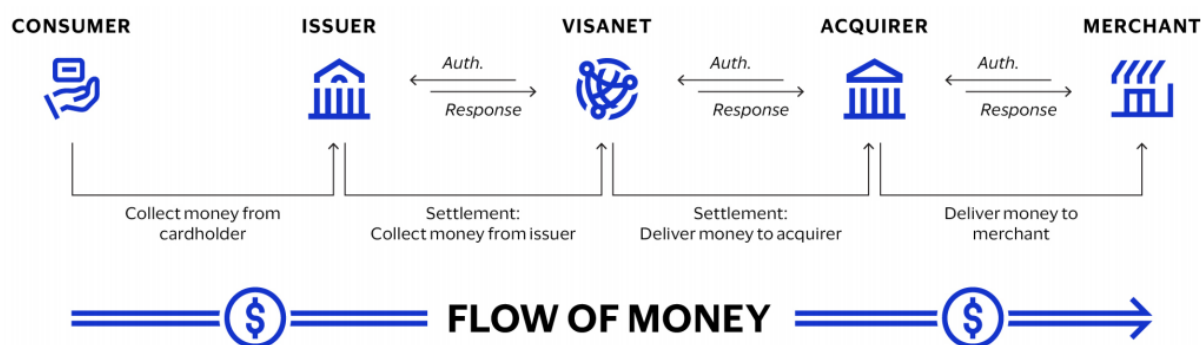 CONSUMER
ISSUER
VISANET
ACQUIRER
MERCHANT
Auth.
Response
Auth.
Response
Auth.
Response
Collect money from
cardholder
Settlement:
Collect money from issuer
Settlement:
Deliver money to acquirer
Deliver money to
merchant
$
FLOW OF MONEY
$